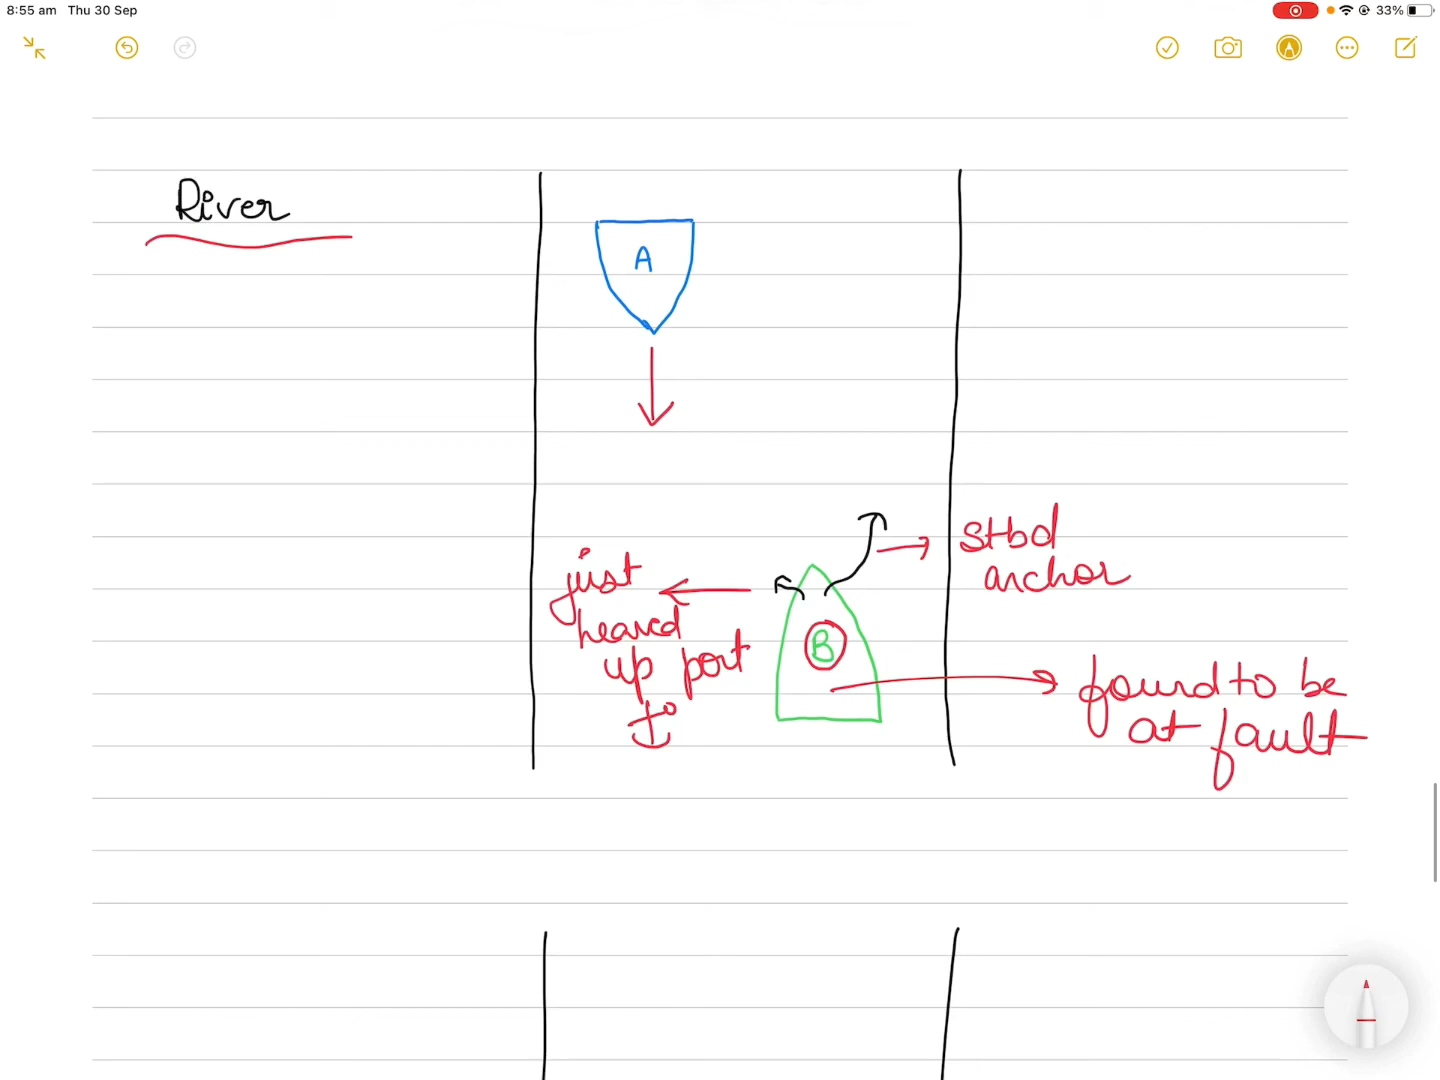 8:55 am Thu 30 Sep
33%
River
A
stbd
anchor
just
heaved
up port
B
found to be
at fault